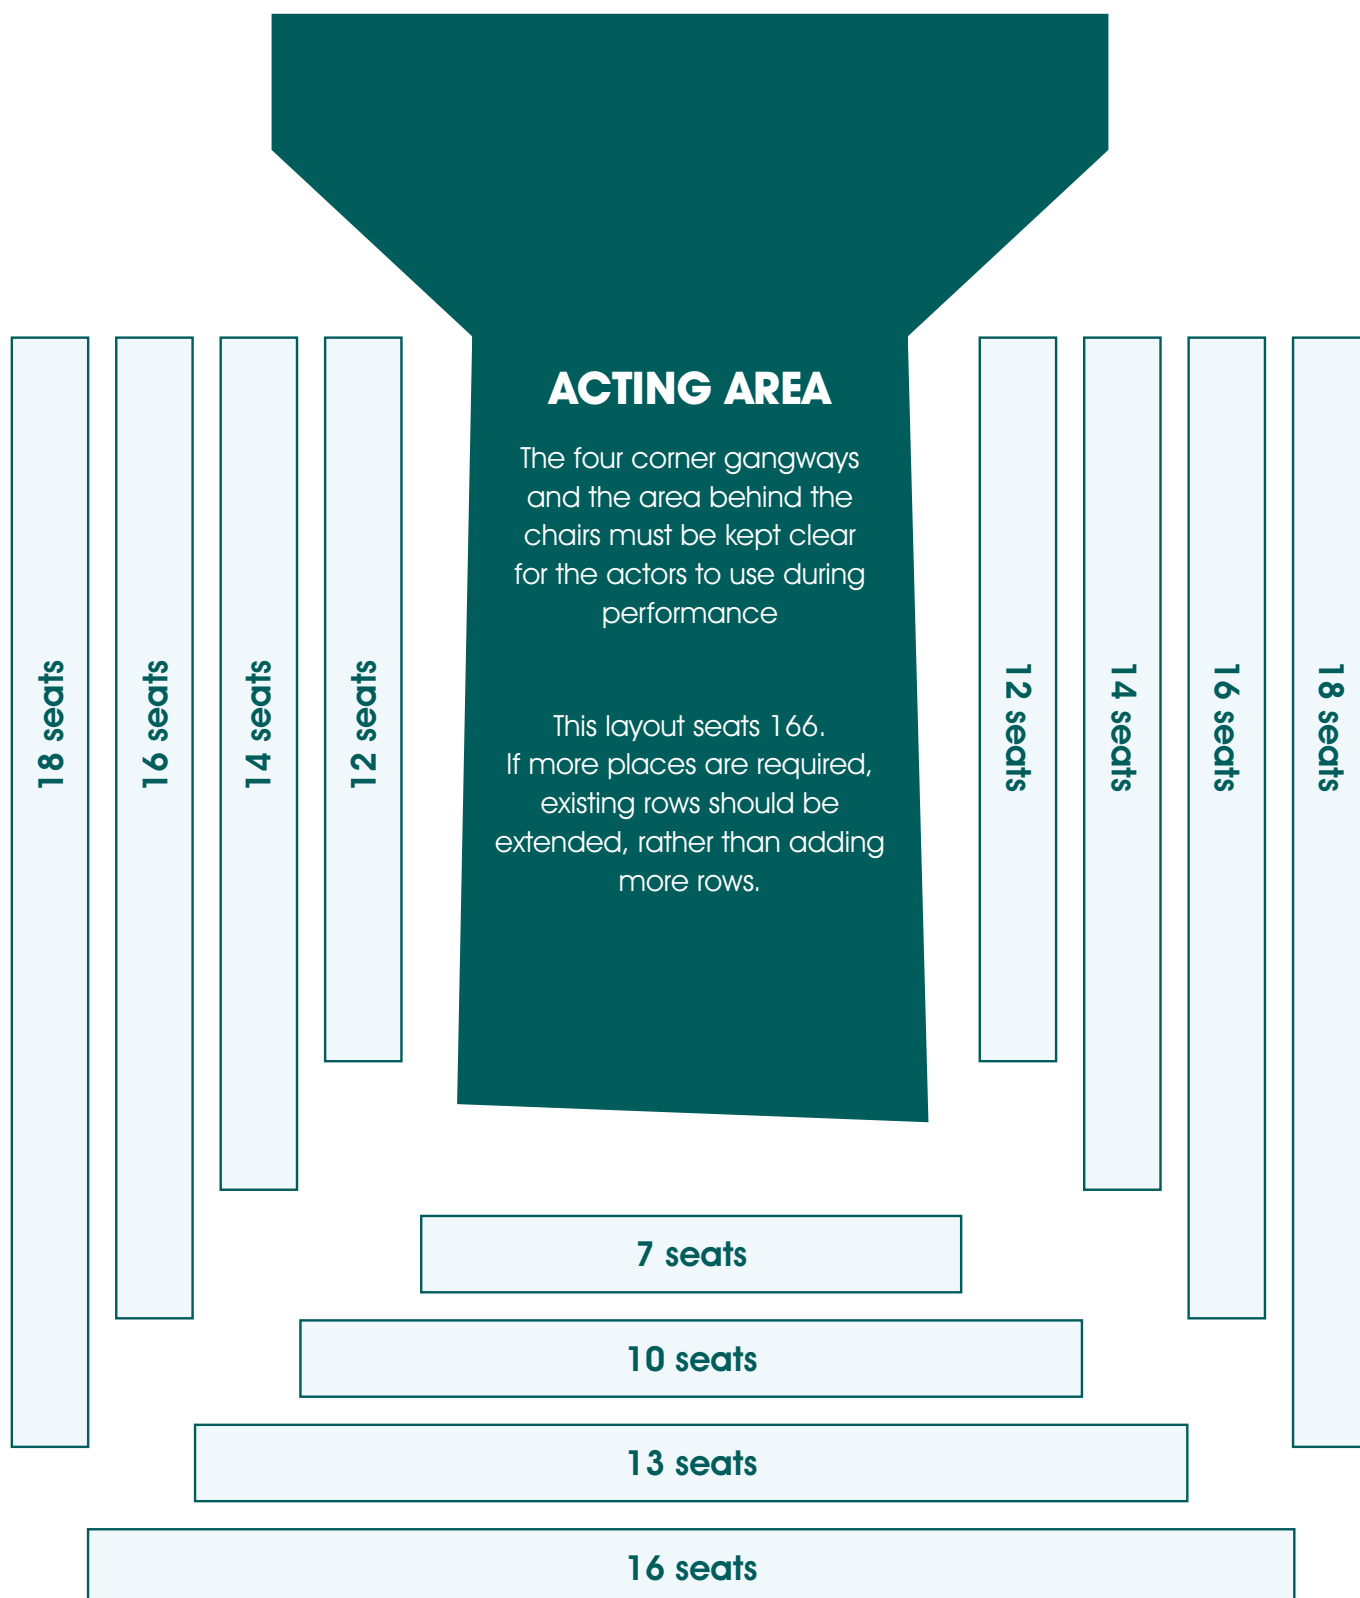 ACTING AREA
The four corner gangways
and the area behind the
chairs must be kept clear
for the actors to use during
performance
This layout seats 166.
If more places are required,
existing rows should be
extended, rather than adding
more rows.
18 seats
16 seats
14 seats
12 seats
12 seats
14 seats
16 seats
18 seats
7 seats
10 seats
13 seats
16 seats